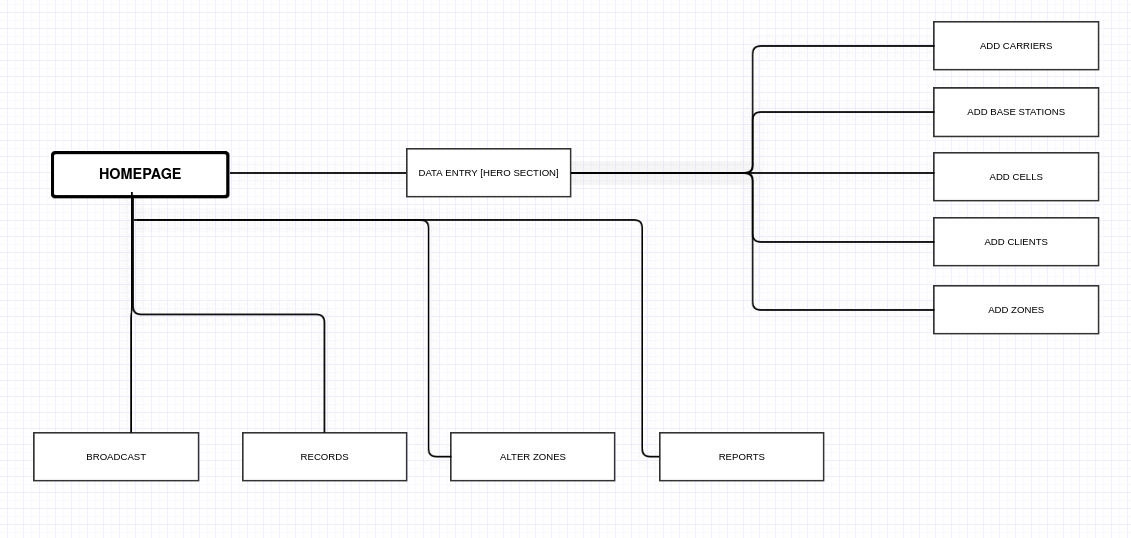 ADD CARRIERS
ADD BASE STATIONS
HOMEPAGE
DATA ENTRY [HERO SECTION]
ADD CELLS
ADD CLIENTS
ADD ZONES
BROADCAST
RECORDS
ALTER ZONES
REPORTS